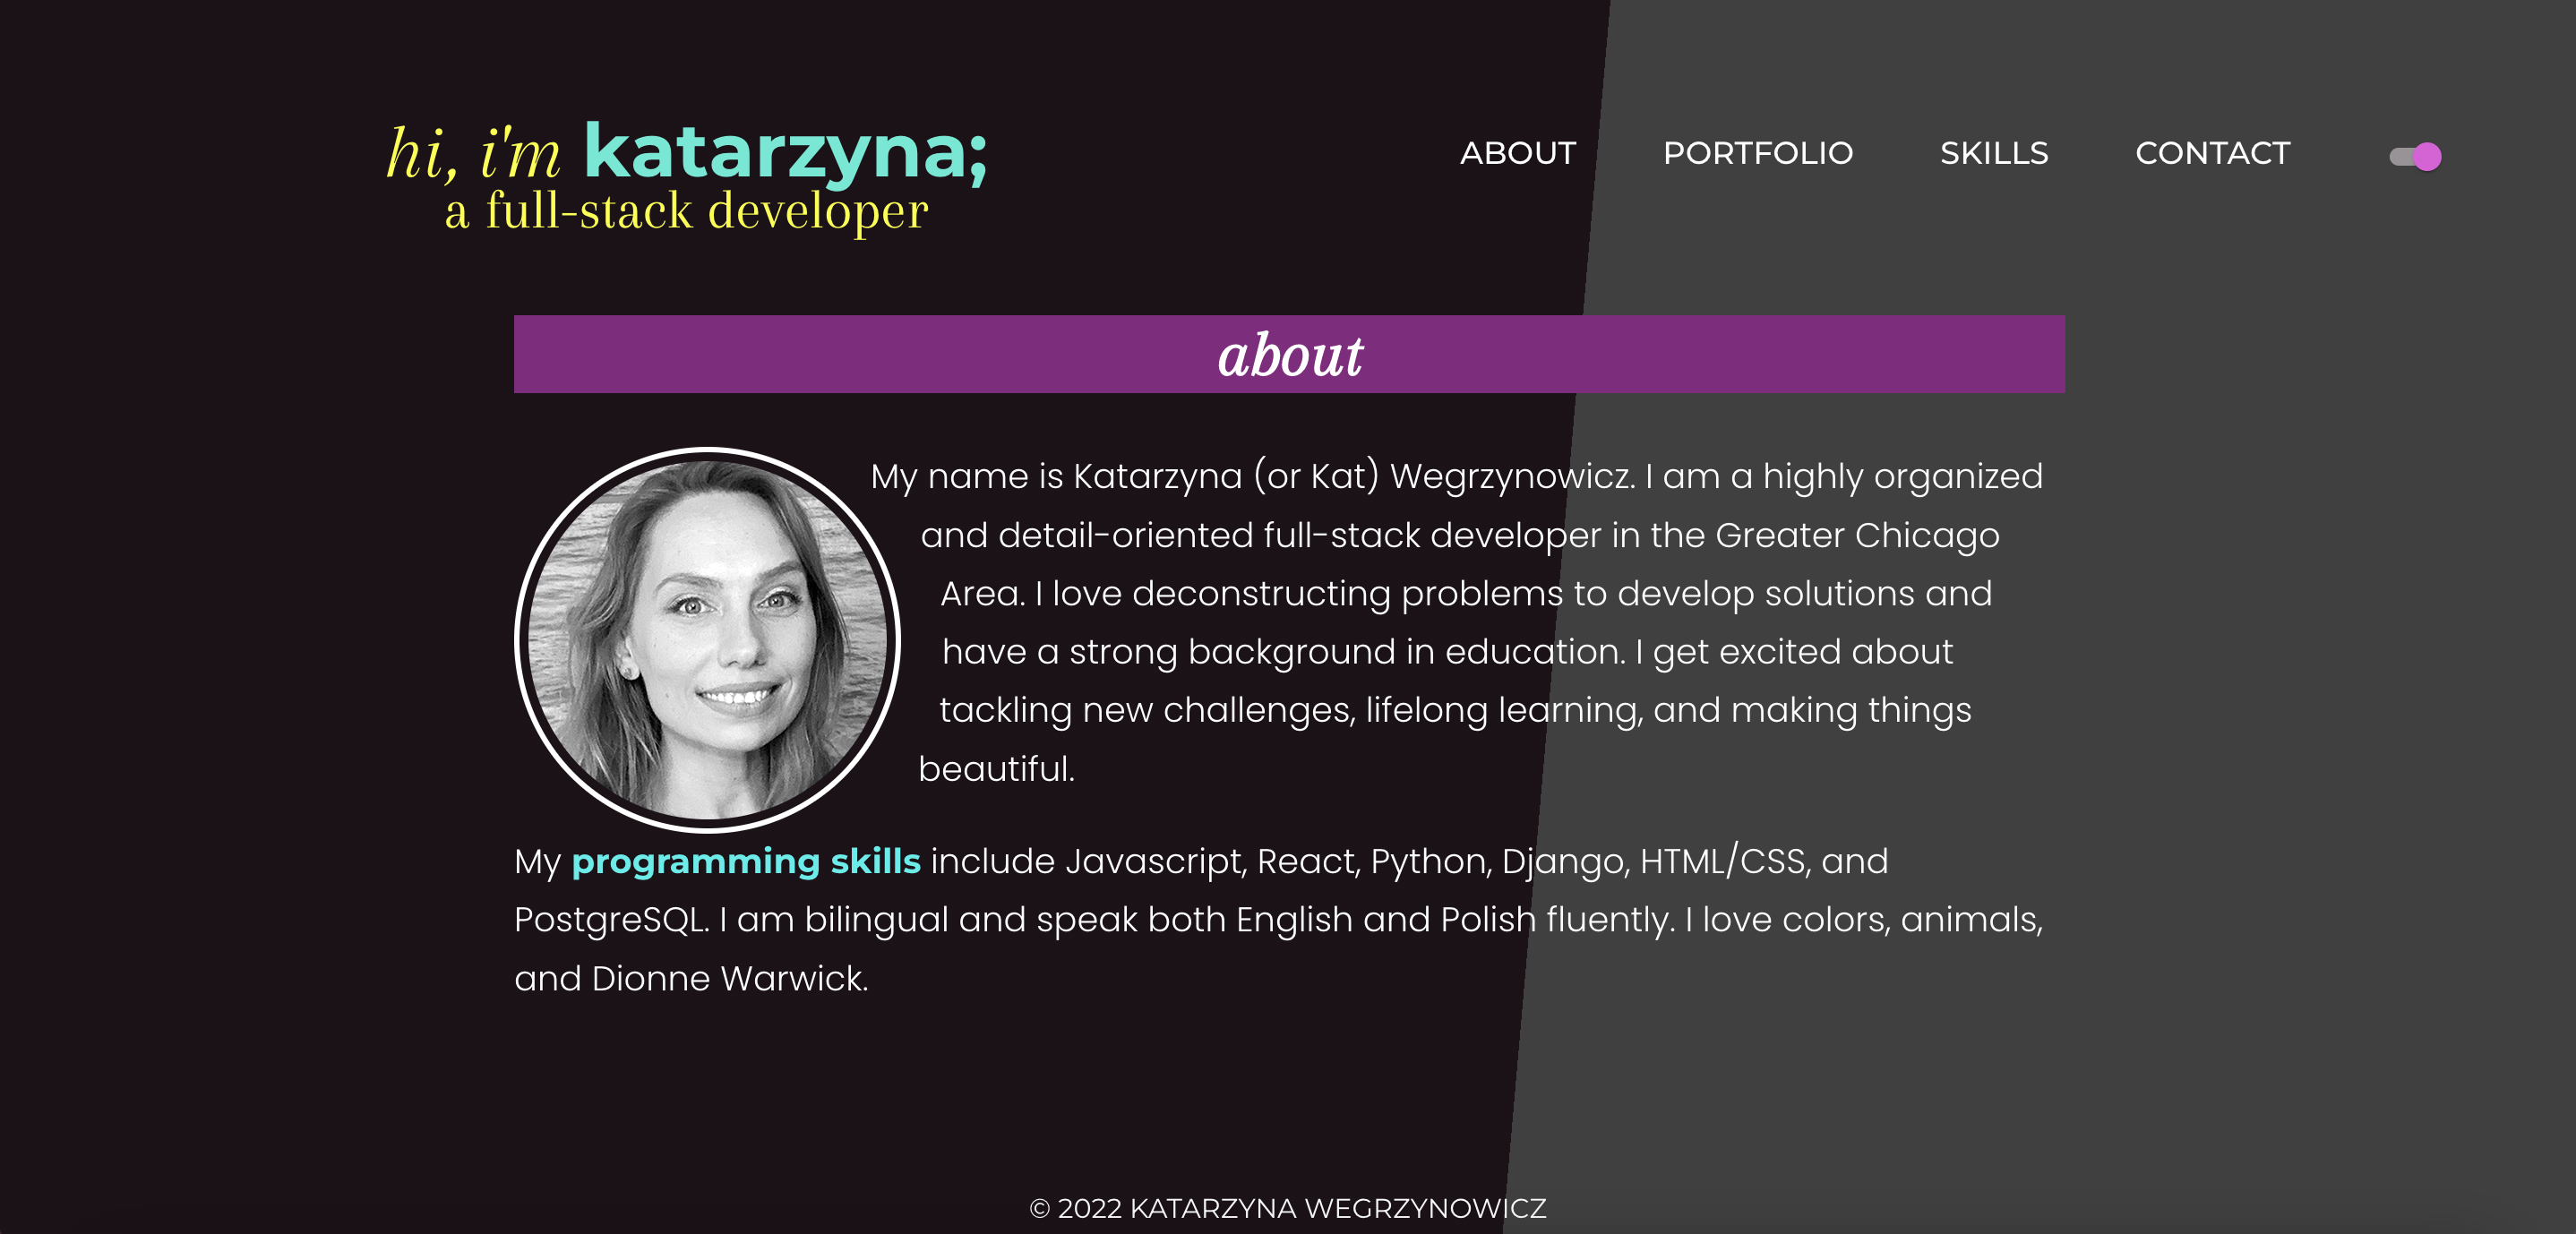 hi, i'm katarzyna;
a full-stack developer
ABOUT PORTFOLIO SKILLS CONTACT
about
My name is Katarzyna (or Kat) Wegrzynowicz. I am a highly organized
and detail-oriented full-stack developer in the Greater Chicago
Area. I love deconstructing problems to develop solutions and
have a strong background in education. I get excited about
tackling new challenges, lifelong learning, and making things
beautiful.
My programming skills include Javascript, React, Python, Django, HTML/CSS, and
PostgreSQL. I am bilingual and speak both English and Polish fluently. I love colors, animals,
and Dionne Warwick.
© 2022 KATARZYNA WEGRZYNOWICZ